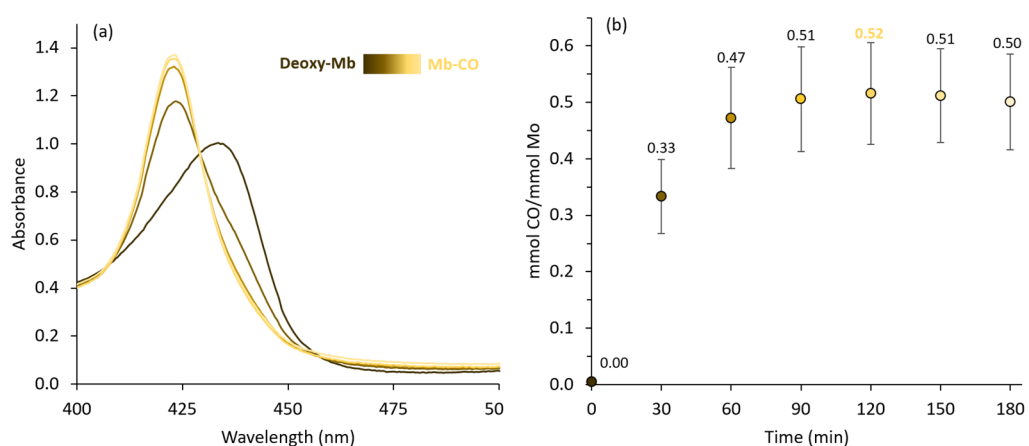 (a)
Deoxy-Mb Mb-CO
Absorbance
1.4
1.2
1.0
0.8
0.6
0.4
0.2
0.0
400 425 450 475 50
Wavelength (nm)
(b)
mmol CO/mmol Mo
0.6
0.5
0.4
0.3
0.2
0.1
0
0.00
0.33
0.47
0.51
0.52
0.51
0.50
0 30 60 90 120 150 180
Time (min)